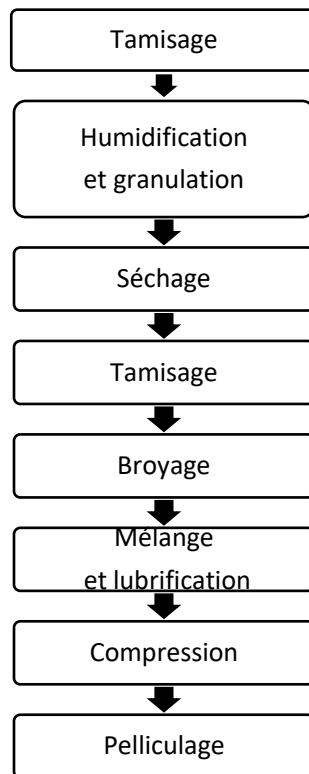 Tamisage
Humidification
et granulation
Séchage
Tamisage
Broyage
Mélange
et lubrification
Compression
Pelliculage